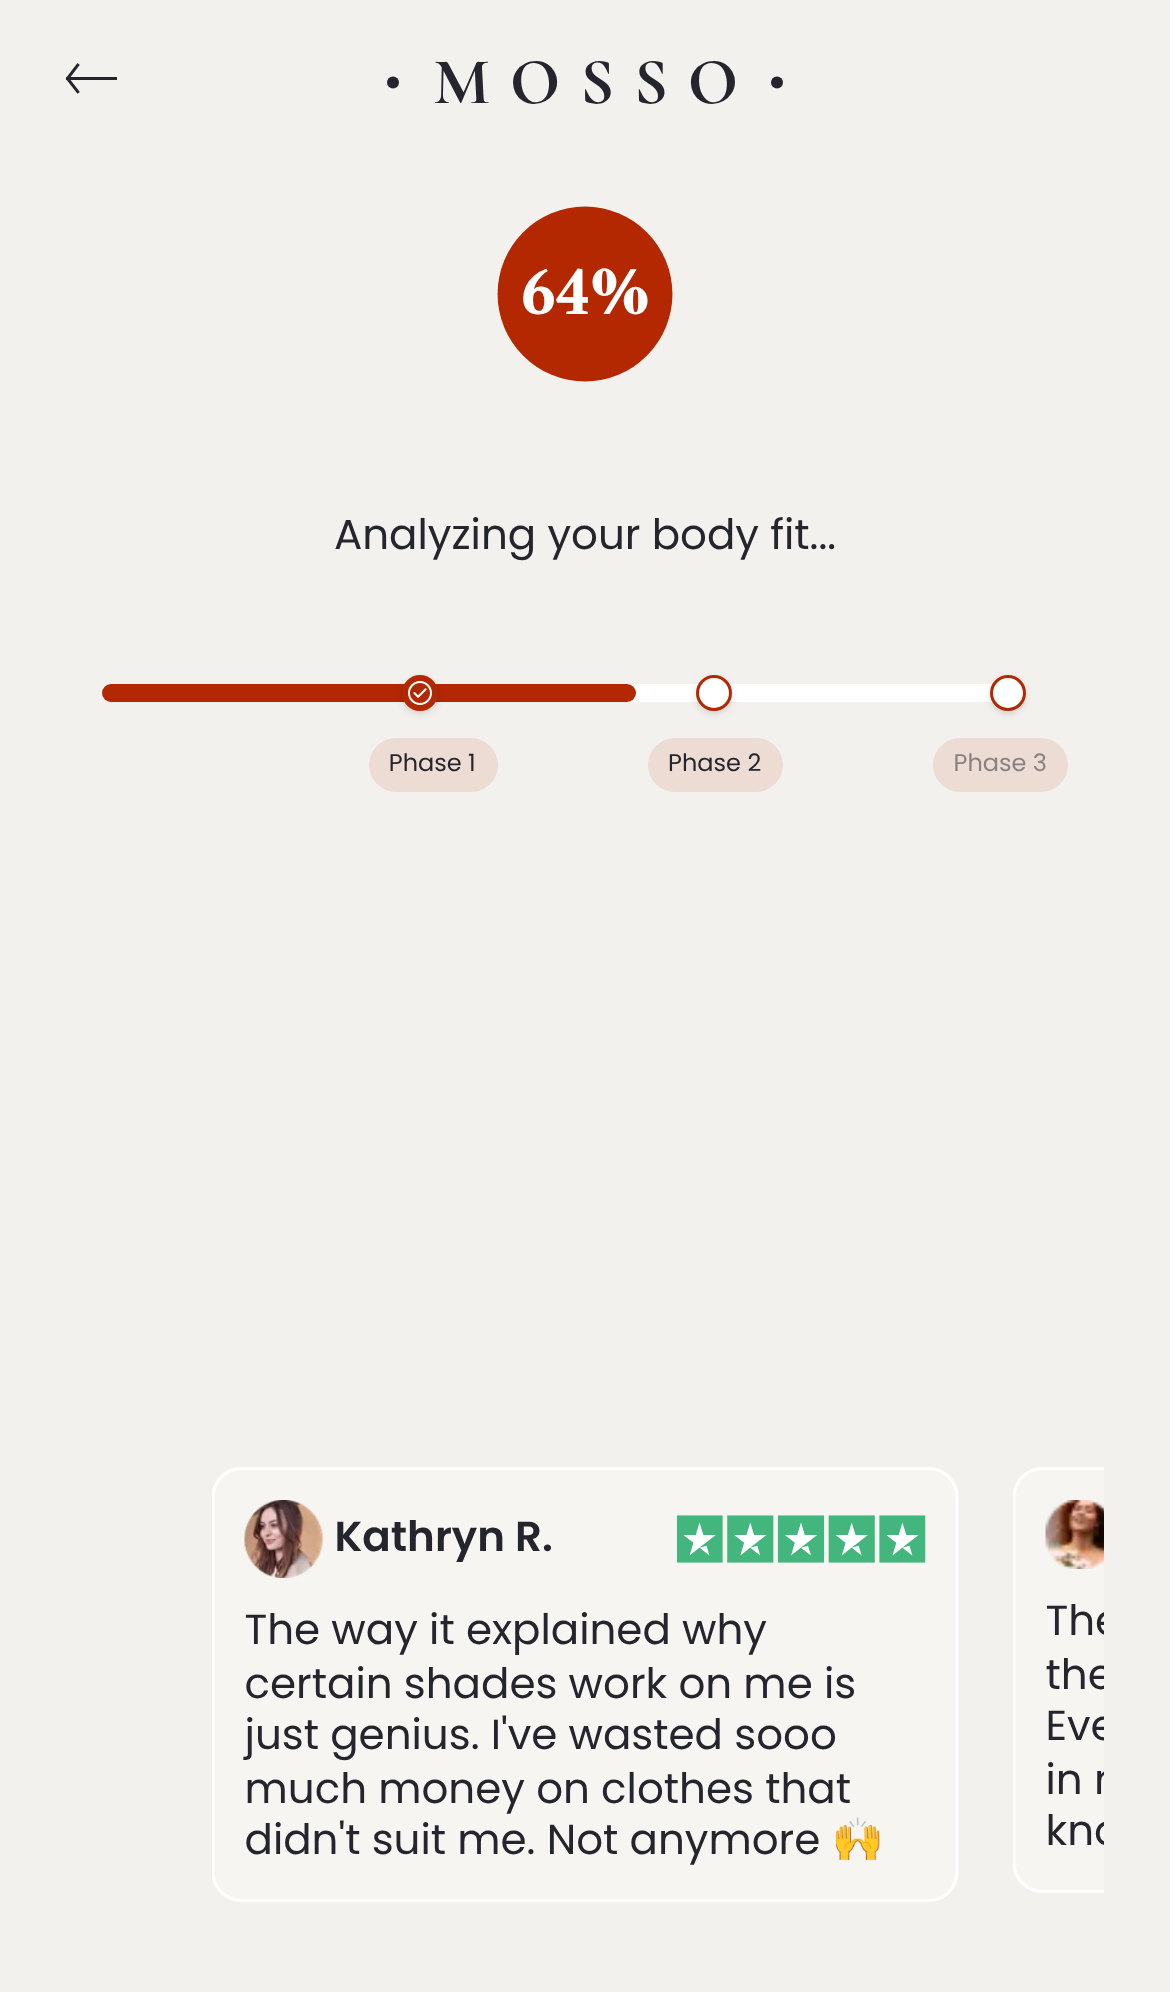 • MOSSO •
64%
Analyzing your body fit...
Phase 1
Phase 2
Phase 3
Kathryn R.
The way it explained why
certain shades work on me is
just genius. I've wasted sooo
much money on clothes that
didn't suit me. Not anymore 🙌
in